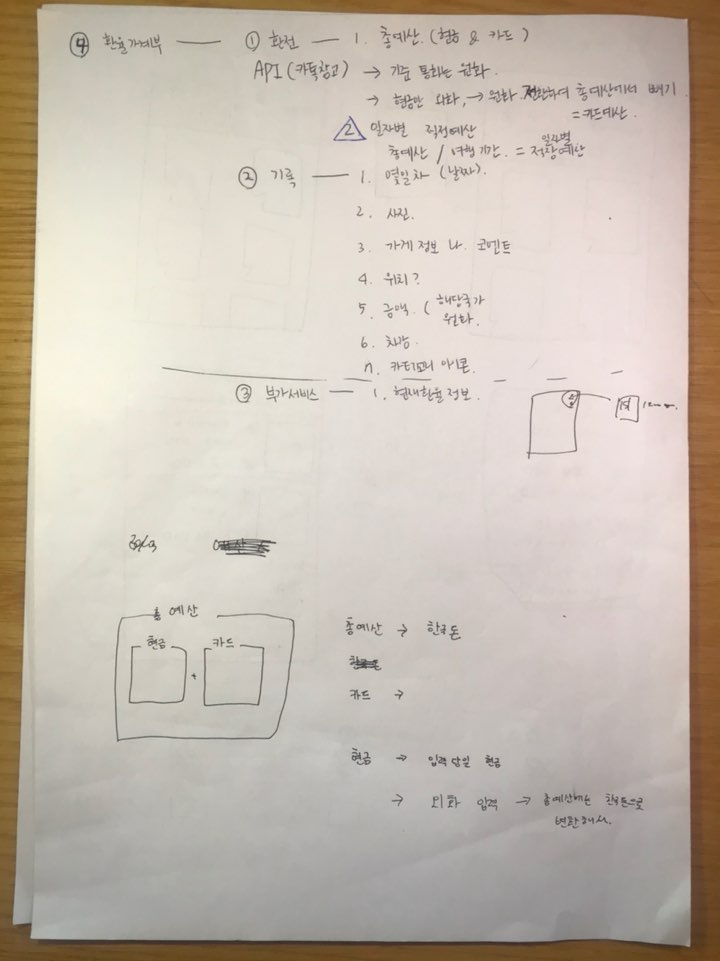 ④ 환율가계부 — ① 환전 — 1. 총예산. (현금 & 카드)
API (카톡참고) → 기준 통화는 원화.
→ 현금만 외화, → 원화 전환하여 총예산에서 빼기
= 카드예산.
2 일자별 적정예산
총예산 / 여행기간. = 일자별 적정예산
② 기록 — 1. 몇일차 (날짜).
2. 사진.
3. 가게정보 나. 코멘트
4. 위치?
5. 금액. ( 해당국가
원화.
6. 차감.
n. 카테고리 아이콘.
③ 부가서비스 — 1. 현재환율정보.
총 예산
현금 + 카드
총예산 → 한국돈
카드 →
현금 → 입력 당일 현금
→ 외화 입력 → 총예산에는 한국돈으로
변환해서.